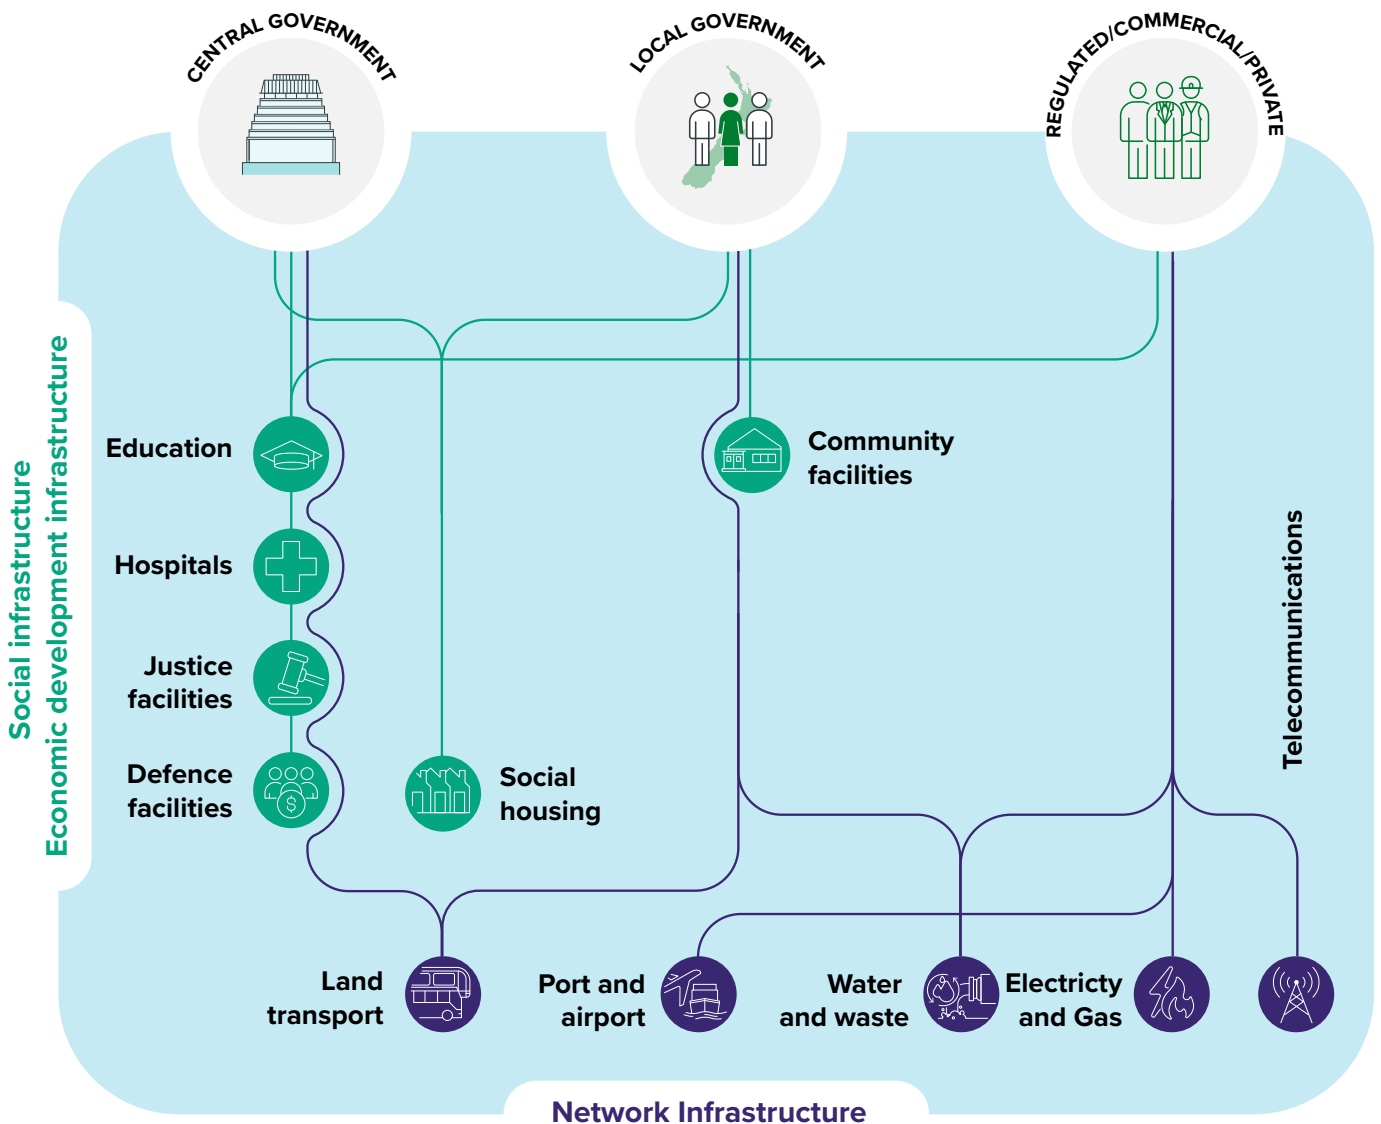 CENTRAL GOVERNMENT
LOCAL GOVERNMENT
REGULATED/COMMERCIAL/PRIVATE
Social infrastructure
Economic development infrastructure
Education
Community
facilities
Hospitals
Justice
facilities
Defence
facilities
$
Social
housing
Telecommunications
Land
transport
Port and
airport
Water
and waste
Electricty
and Gas
Network Infrastructure